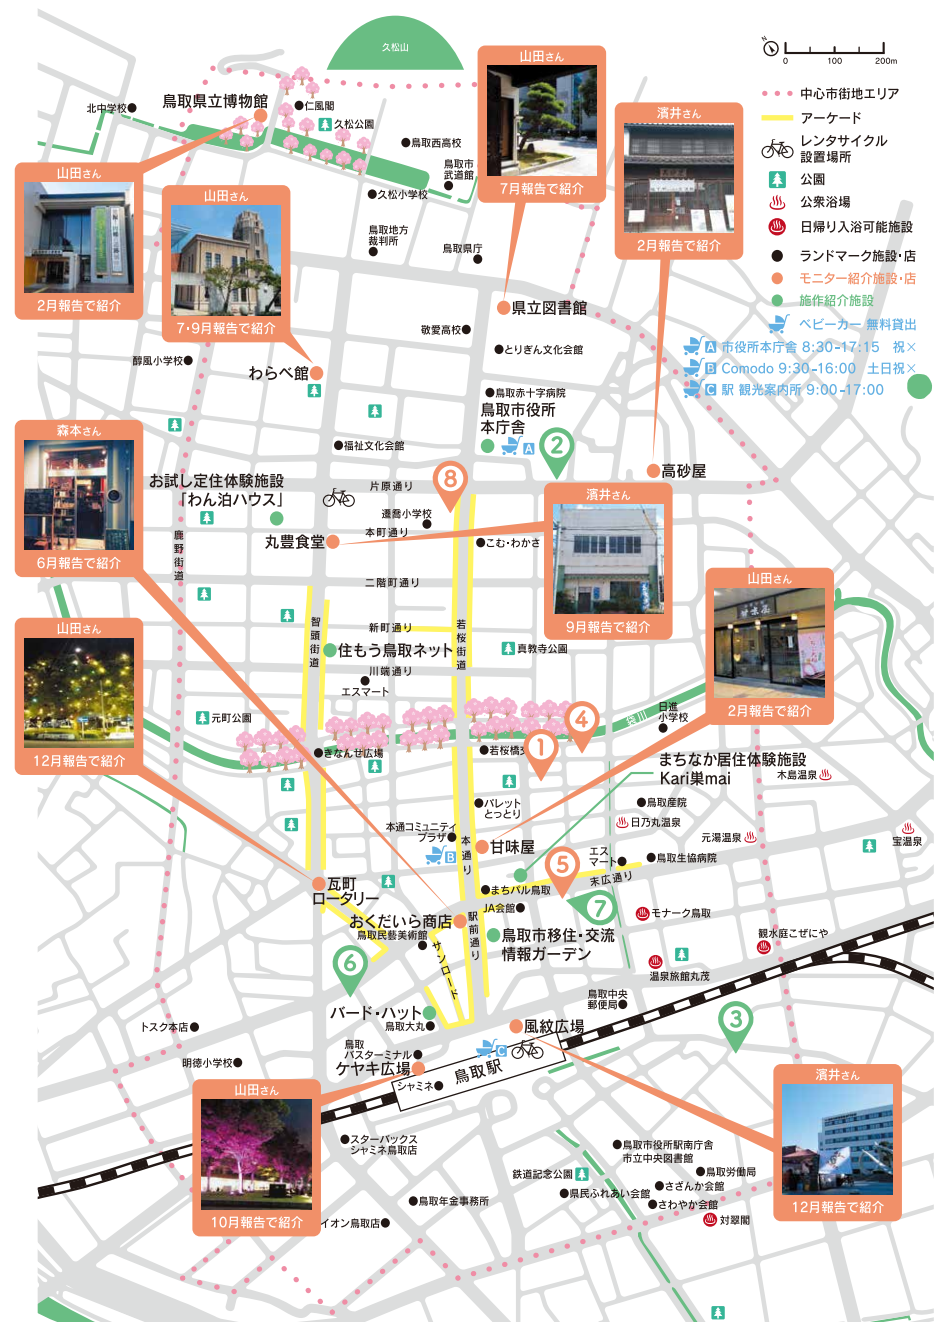 久松山
N
0 100 200m
中心市街地エリア
アーケード
レンタサイクル
設置場所
公園
公衆浴場
日帰り入浴可能施設
ランドマーク施設・店
モニター紹介施設・店
施作紹介施設
ベビーカー 無料貸出
A 市役所本庁舎 8:30-17:15 祝×
B Comodo 9:30-16:00 土日祝×
C 駅 観光案内所 9:00-17:00
山田さん
7月報告で紹介
濱井さん
2月報告で紹介
鳥取県立博物館
北中学校
仁風閣
久松公園
鳥取西高校
鳥取市
武道館
久松小学校
鳥取地方
裁判所
鳥取県庁
山田さん
2月報告で紹介
山田さん
7・9月報告で紹介
県立図書館
敬愛高校
とりぎん文化会館
醇風小学校
わらべ館
鳥取赤十字病院
鳥取市役所
本庁舎
A
2
福祉文化会館
高砂屋
森本さん
6月報告で紹介
お試し定住体験施設
「わん泊ハウス」
片原通り
8
遷喬小学校
本町通り
丸豊食堂
こむ・わかさ
濱井さん
9月報告で紹介
鹿野街道
二階町通り
智頭街道
新町通り
若桜街道
住もう鳥取ネット
川端通り
エスマート
真教寺公園
山田さん
2月報告で紹介
山田さん
12月報告で紹介
元町公園
きなんせ広場
若桜橋交
4
1
袋川
日進
小学校
まちなか居住体験施設
Kari巣mai
木島温泉
パレット
とっとり
鳥取産院
日乃丸温泉
元湯温泉
宝温泉
本通コミュニティ
プラザ
B
本通り
甘味屋
エス
マート
鳥取生協病院
5
末広通り
まちパル鳥取
瓦町
ロータリー
JA会館
7
モナーク鳥取
おくだいら商店
駅前通り
鳥取民藝美術館
サンロード
鳥取市移住・交流
情報ガーデン
観水庭こぜにや
6
温泉旅館丸茂
鳥取中央
郵便局
バード・ハット
鳥取大丸
風紋広場
3
トスク本店
鳥取
バスターミナル
C
ケヤキ広場
鳥取駅
明徳小学校
シャミネ
山田さん
10月報告で紹介
濱井さん
12月報告で紹介
スターバックス
シャミネ鳥取店
鳥取市役所駅南庁舎
市立中央図書館
鉄道記念公園
鳥取労働局
県民ふれあい会館
さざんか会館
さわやか会館
対翠閣
鳥取年金事務所
イオン鳥取店